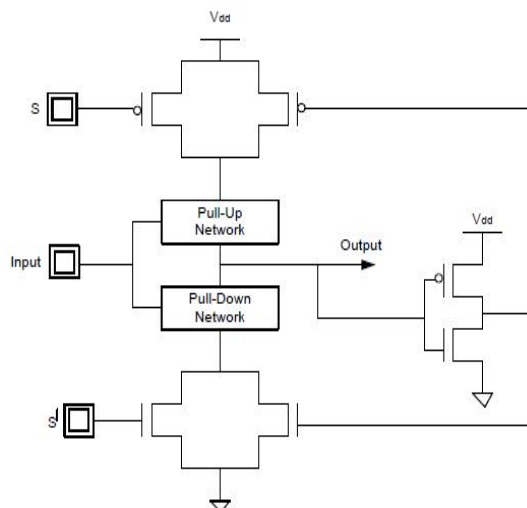 Vdd
S
Pull-Up
Network
Vdd
Output
Input
Pull-Down
Network
S'